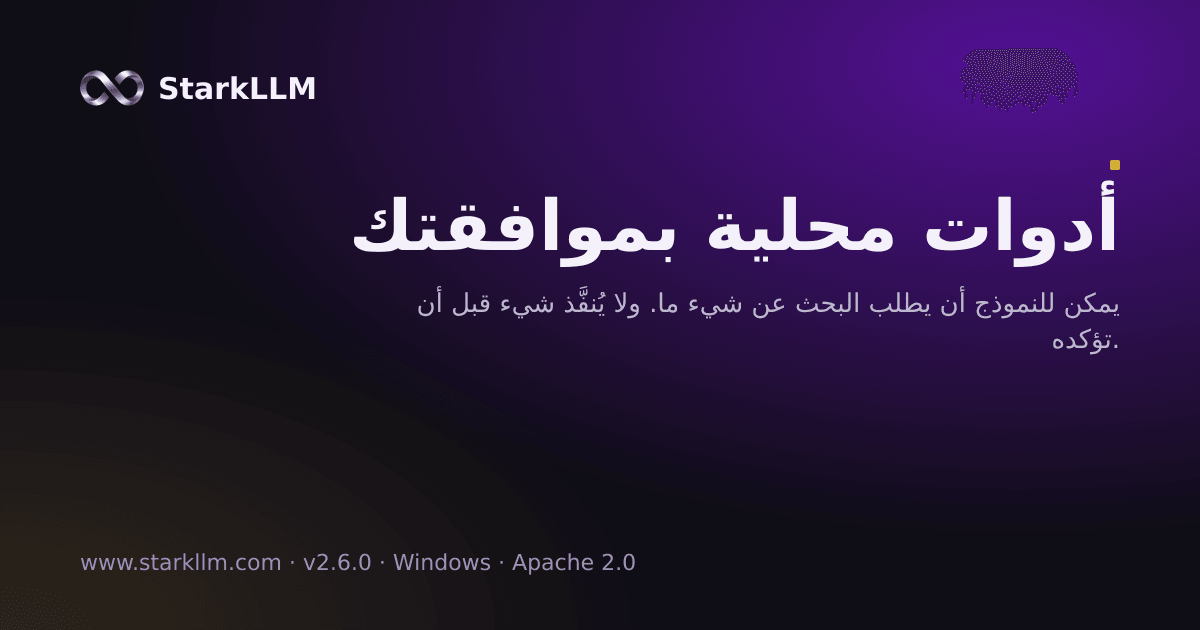 StarkLLM
أدوات محلية بموافقتك
يمكن للنموذج أن يطلب البحث عن شيء ما. ولا يُنفَّذ شيء قبل أن
تؤكده.
www.starkllm.com · v2.6.0 · Windows · Apache 2.0